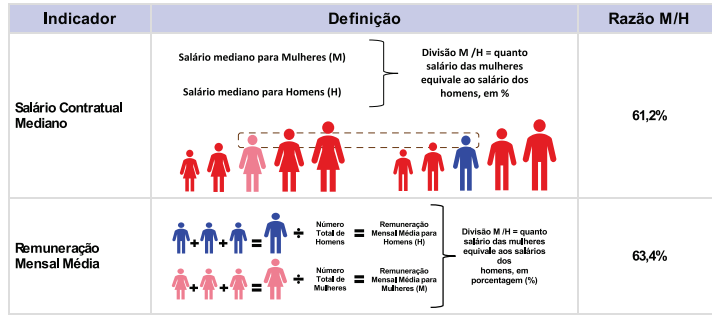 Indicador
Definição
Razão M/H
Salário Contratual
Mediano
Salário mediano para Mulheres (M)
Salário mediano para Homens (H)
Divisão M /H = quanto
salário das mulheres
equivale ao salário dos
homens, em %
61,2%
Remuneração
Mensal Média
+ + = ÷
Número
Total de
Homens
=
Remuneração
Mensal Média para
Homens (H)
+ + = ÷
Número
Total de
Mulheres
=
Remuneração
Mensal Média para
Mulheres (M)
Divisão M /H = quanto
salário das mulheres
equivale aos salários
dos
homens, em
porcentagem (%)
63,4%